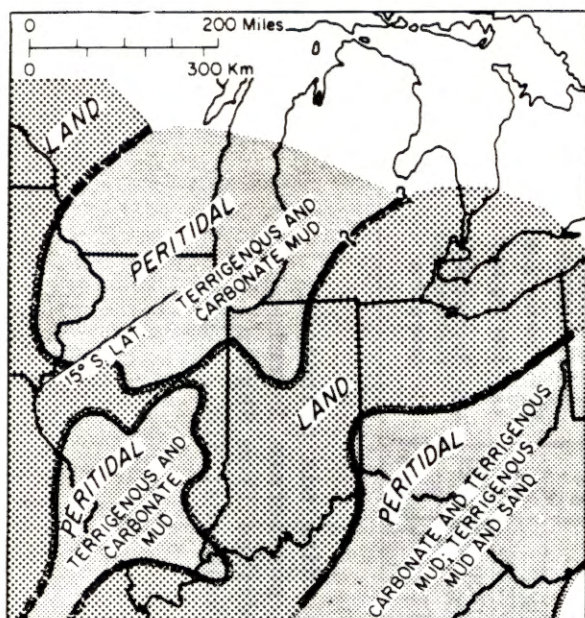 0 200 Miles
0 300 Km
LAND
PERITIDAL
TERRIGENOUS AND
CARBONATE MUD
?
?
15° S. LAT.
LAND
PERITIDAL
TERRIGENOUS AND
CARBONATE
MUD
PERITIDAL
CARBONATE AND TERRIGENOUS
MUD; TERRIGENOUS
MUD AND SAND